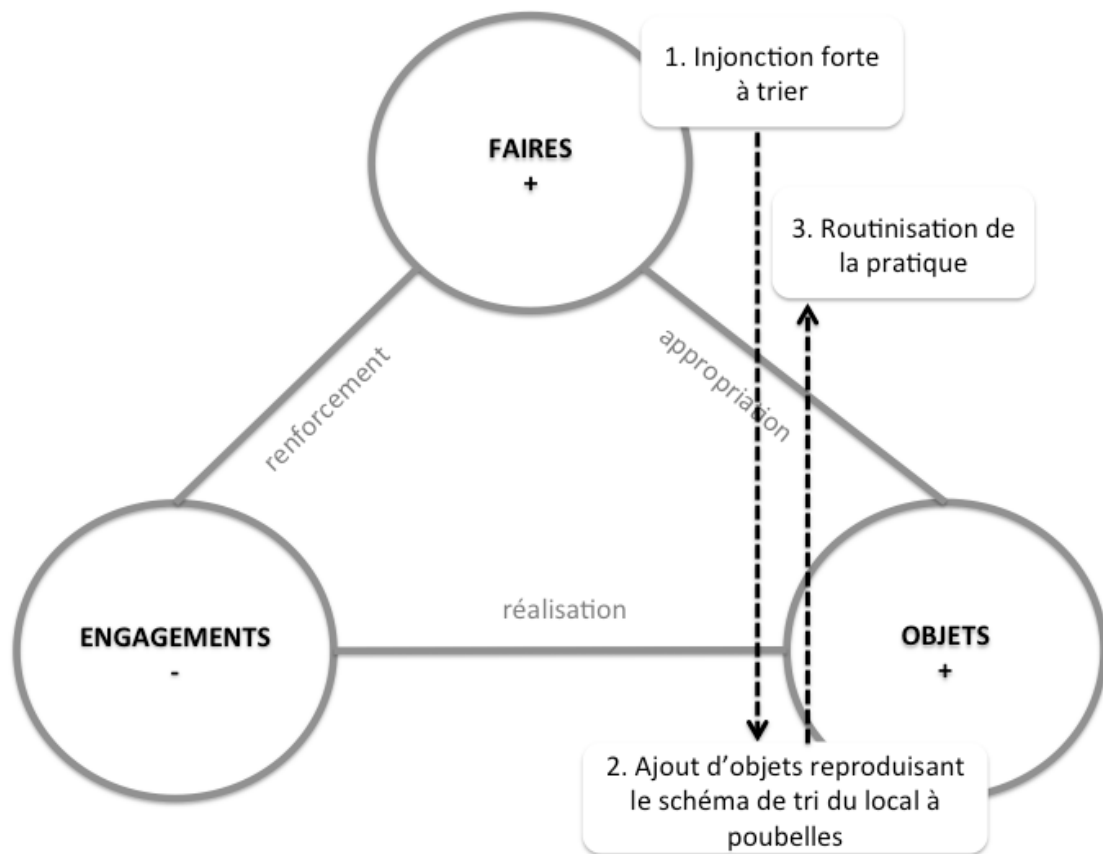 1. Injonction forte
à trier
FAIRES
+
3. Routinisation de
la pratique
renforcement
appropriation
réalisation
ENGAGEMENTS
-
OBJETS
+
2. Ajout d’objets reproduisant
le schéma de tri du local à
poubelles